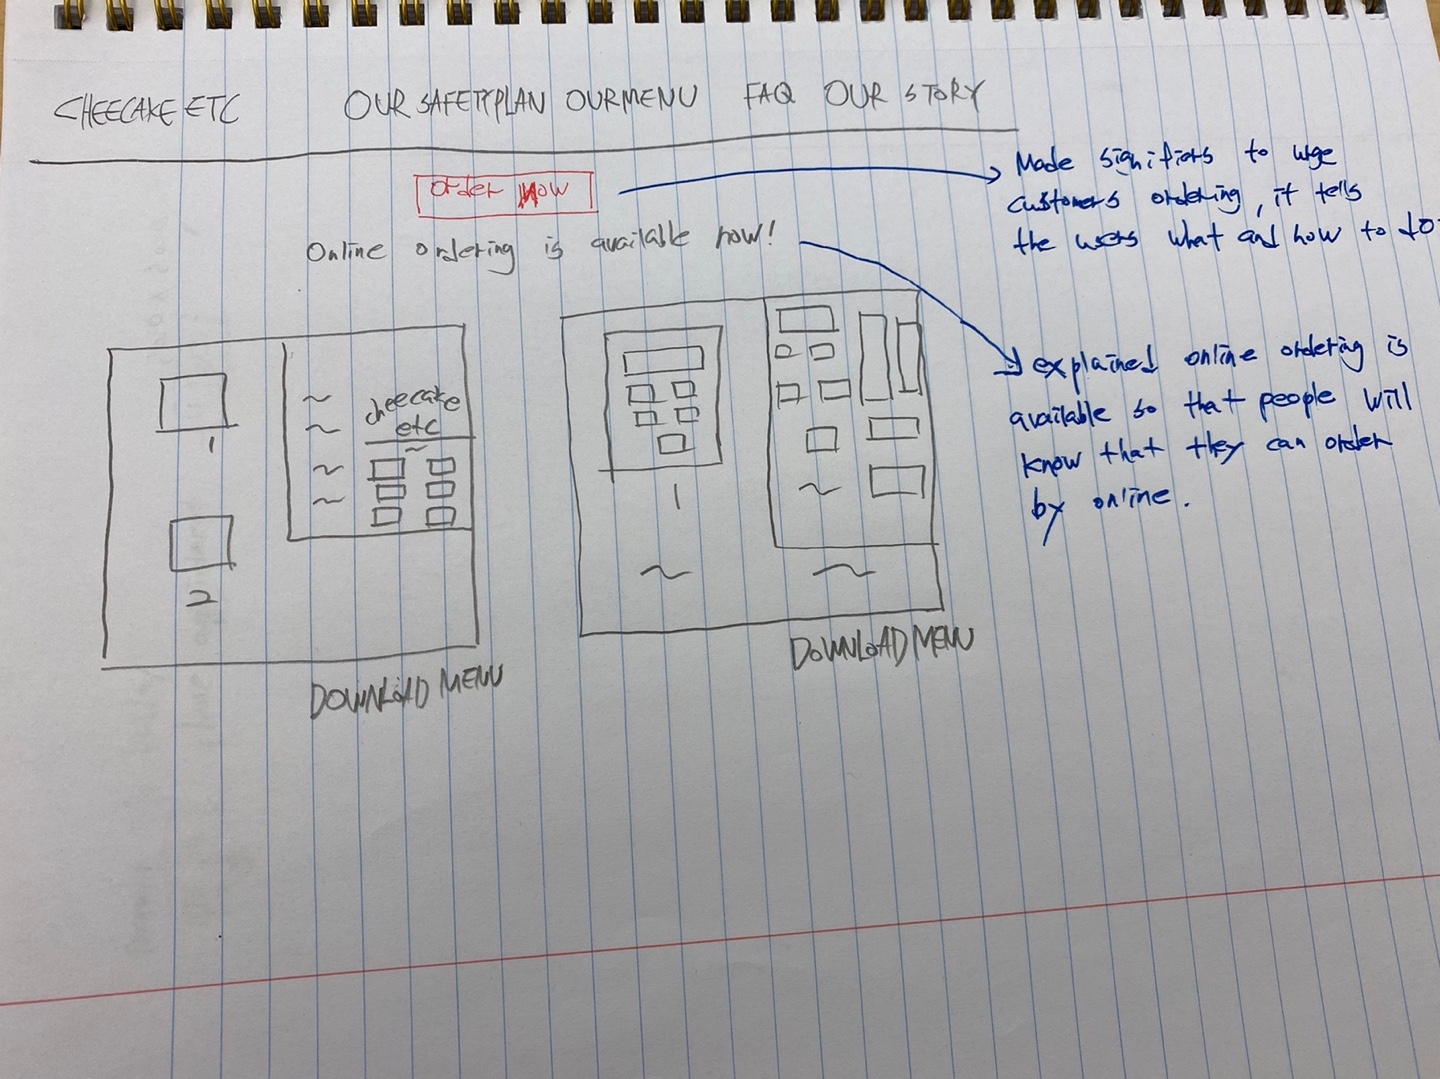 CHEECAKE ETC OUR SAFETYPLAN OUR MENU FAQ OUR STORY
Order Now
Online ordering is available now!
Made signifiers to urge
customers ordering, it tells
the users what and how to do.
explained online ordering is
available so that people will
know that they can order
by online.
1
2
cheecake
etc
DOWNLOAD MENU
1
DOWNLOAD MENU